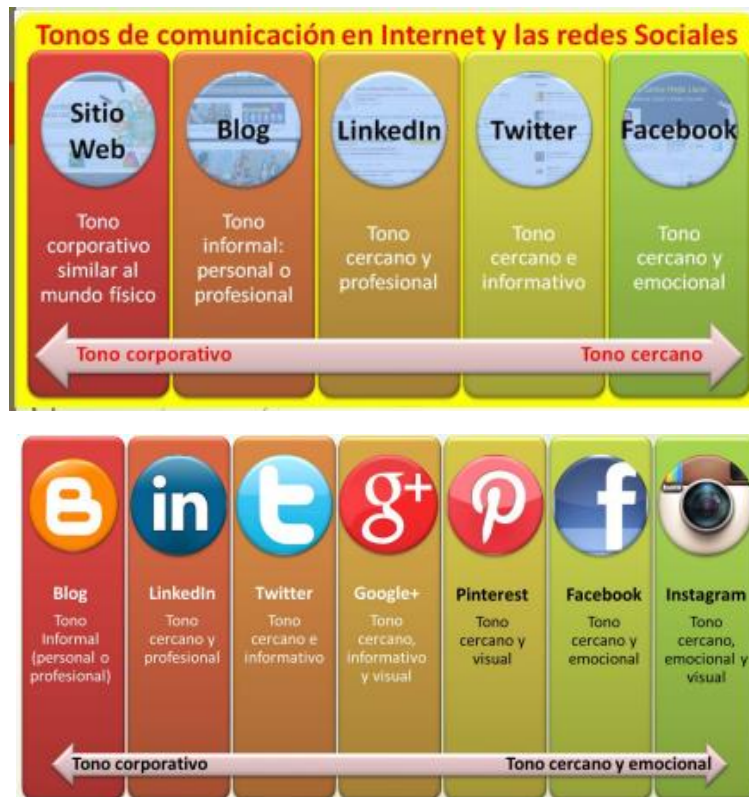 Tonos de comunicación en Internet y las redes Sociales
Sitio
Web
Tono
corporativo
similar al
mundo físico
Blog
Tono
informal:
personal o
profesional
LinkedIn
Tono
cercano y
profesional
Twitter
Tono
cercano e
informativo
Facebook
Tono
cercano y
emocional
Tono corporativo
Tono cercano
Blog
Tono
Informal
(personal o
profesional)
in
LinkedIn
Tono
cercano y
profesional
Twitter
Tono
cercano e
informativo
g+
Google+
Tono
cercano,
informativo
y visual
Pinterest
Tono
cercano y
visual
f
Facebook
Tono
cercano y
emocional
Instagram
Tono
cercano,
emocional y
visual
Tono corporativo
Tono cercano y emocional